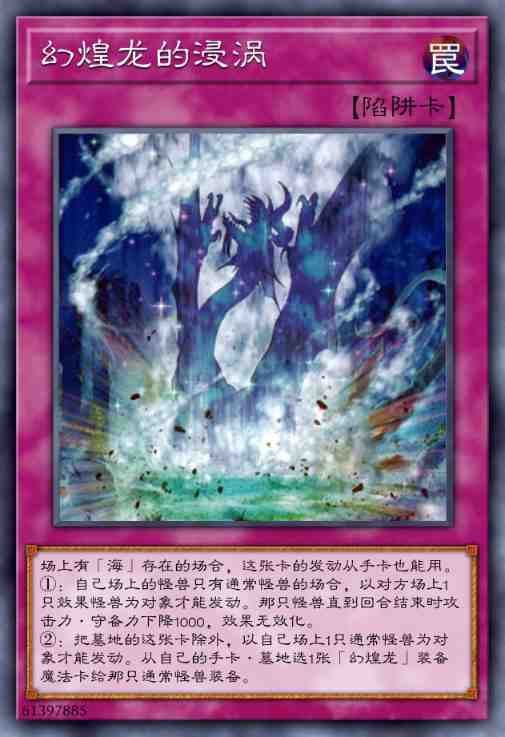 幻煌龙的浸涡
罠
【陷阱卡】
场上有「海」存在的场合，这张卡的发动从手卡也能用。
①：自己场上的怪兽只有通常怪兽的场合，以对方场上1
只效果怪兽为对象才能发动。那只怪兽直到回合结束时攻
击力·守备力下降1000，效果无效化。
②：把墓地的这张卡除外，以自己场上1只通常怪兽为对
象才能发动。从自己的手卡·墓地选1张「幻煌龙」装备
魔法卡给那只通常怪兽装备。
61397885